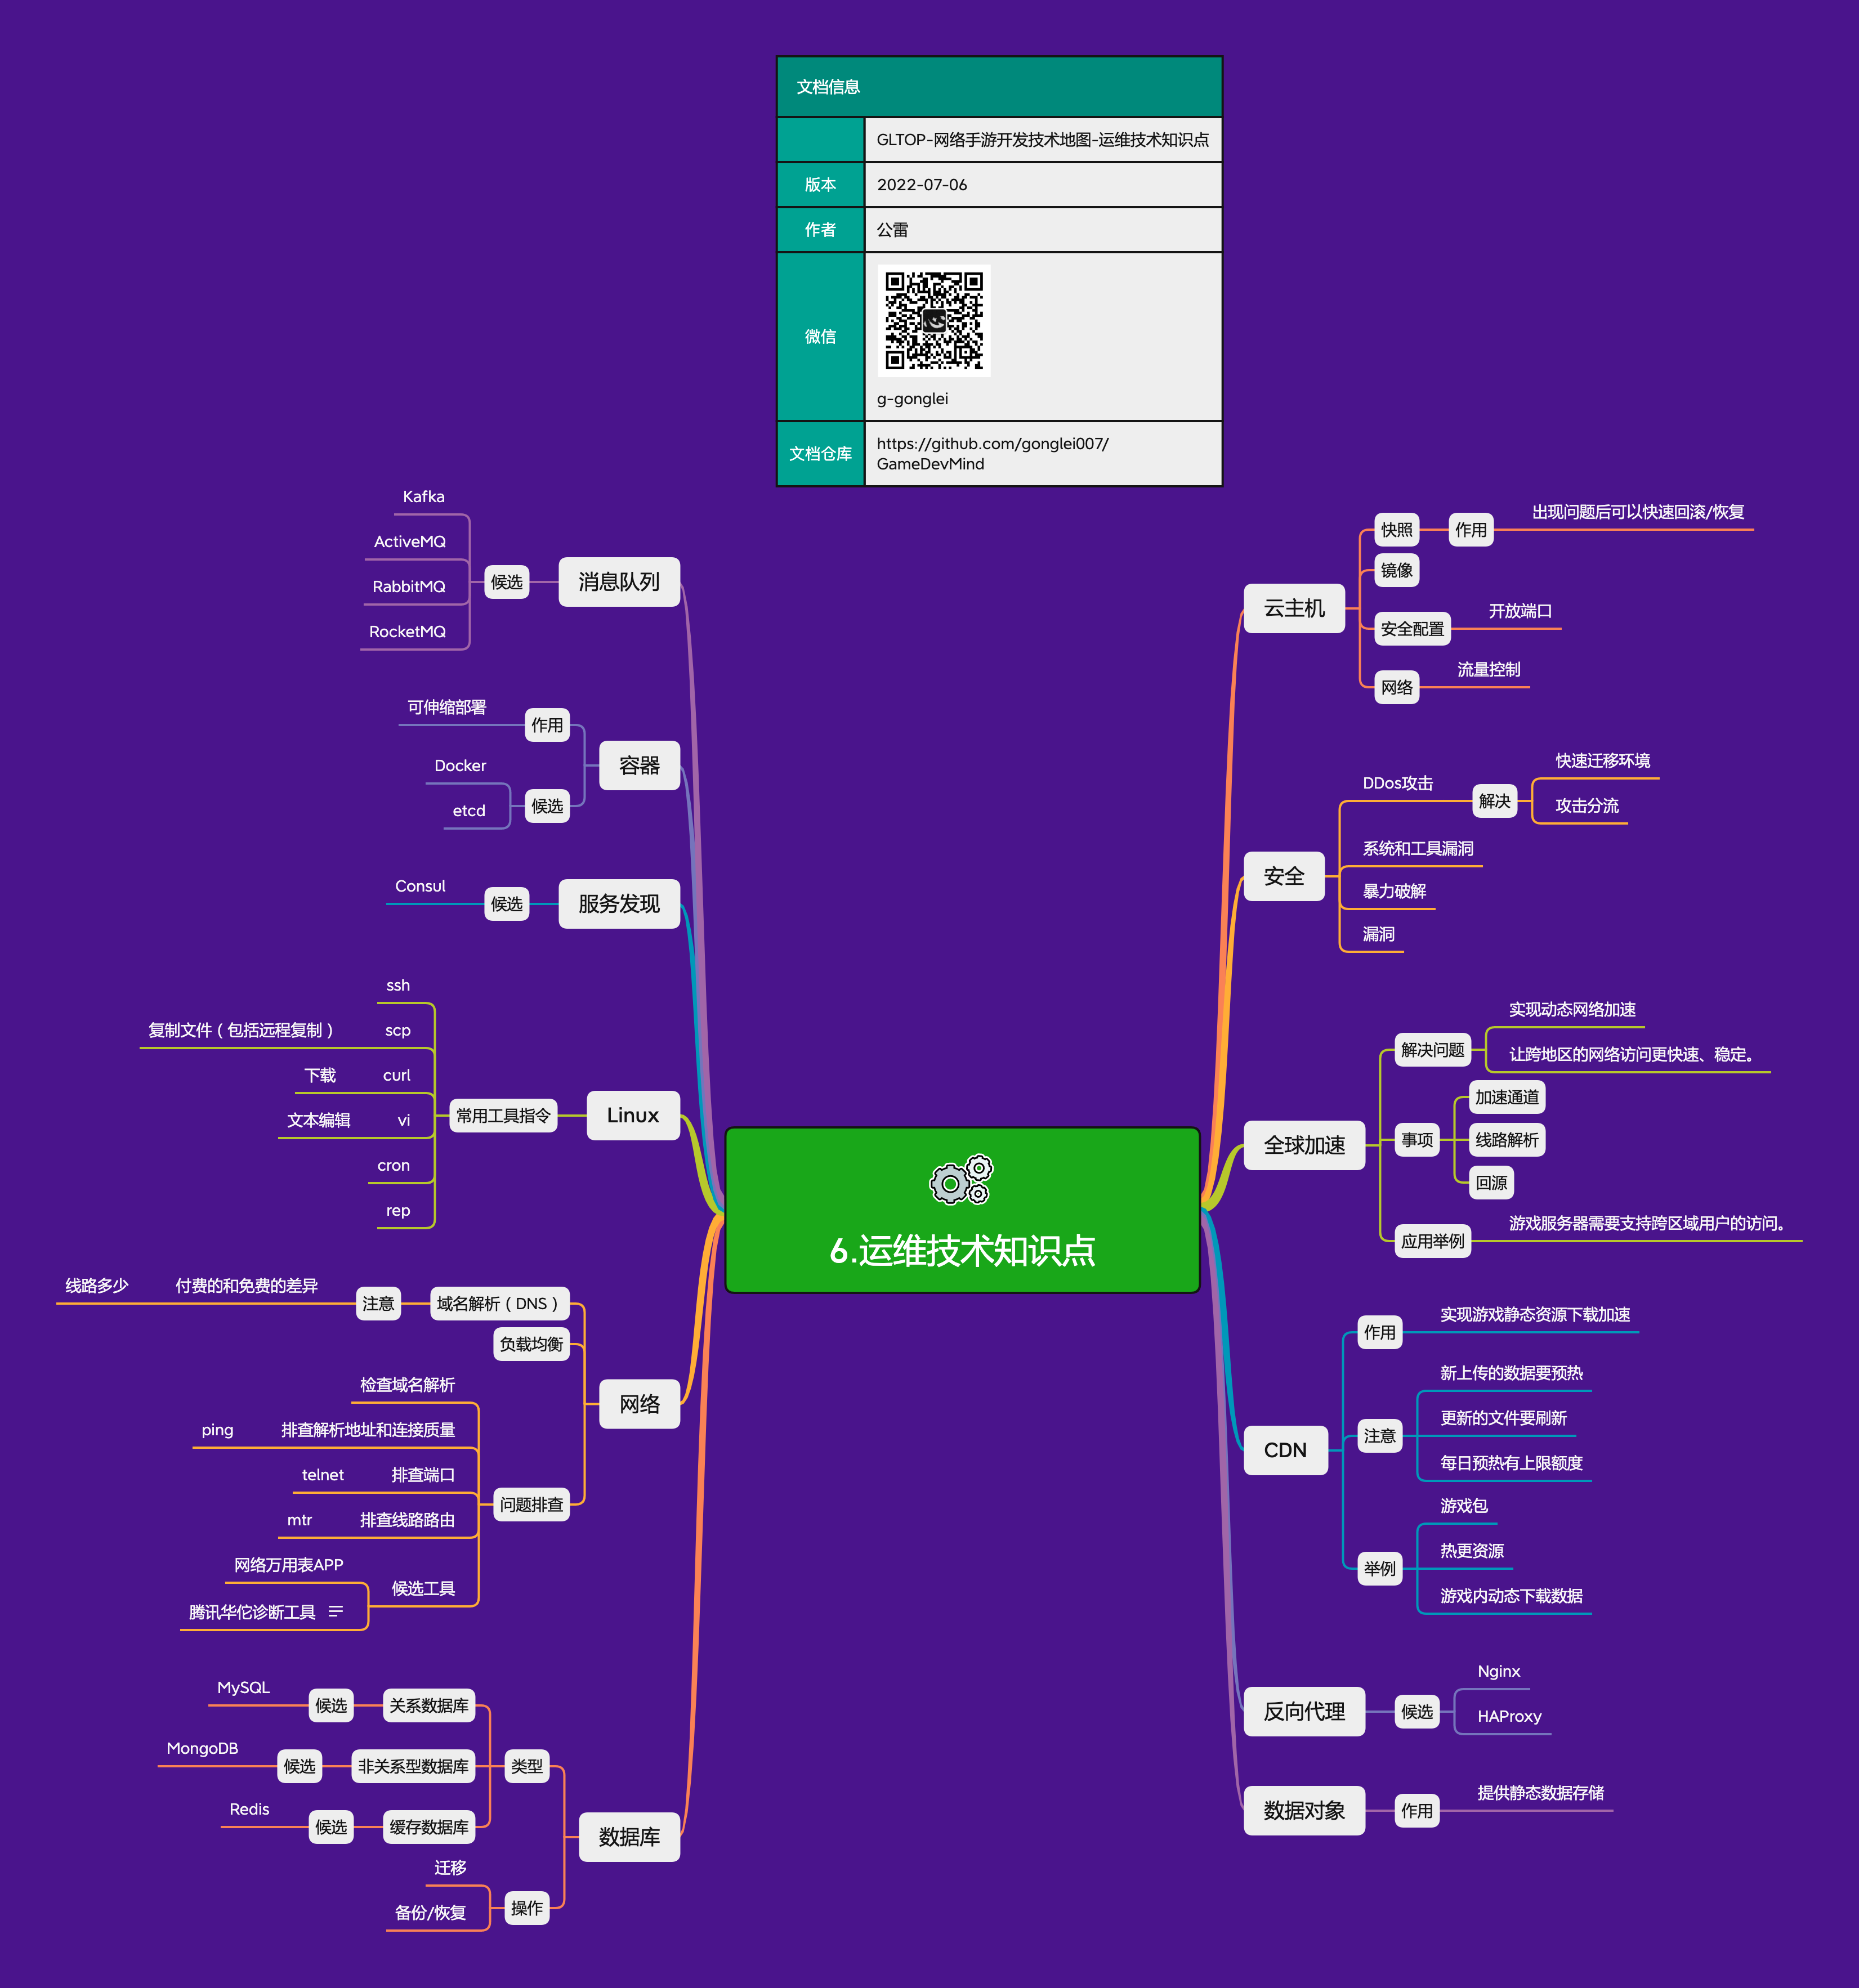 文档信息
GLTOP-网络手游开发技术地图-运维技术知识点
版本
2022-07-06
作者
公雷
微信
g-gonglei
文档仓库
https://github.com/gonglei007/
GameDevMind
6.运维技术知识点
云主机
快照
作用
出现问题后可以快速回滚/恢复
镜像
安全配置
开放端口
网络
流量控制
安全
DDos攻击
解决
快速迁移环境
攻击分流
系统和工具漏洞
暴力破解
漏洞
全球加速
解决问题
实现动态网络加速
让跨地区的网络访问更快速、稳定。
事项
加速通道
线路解析
回源
应用举例
游戏服务器需要支持跨区域用户的访问。
CDN
作用
实现游戏静态资源下载加速
注意
新上传的数据要预热
更新的文件要刷新
每日预热有上限额度
举例
游戏包
热更资源
游戏内动态下载数据
反向代理
候选
Nginx
HAProxy
数据对象
作用
提供静态数据存储
消息队列
候选
Kafka
ActiveMQ
RabbitMQ
RocketMQ
容器
作用
可伸缩部署
候选
Docker
etcd
服务发现
候选
Consul
Linux
常用工具指令
ssh
scp
复制文件（包括远程复制）
curl
下载
vi
文本编辑
cron
rep
网络
域名解析（DNS）
注意
付费的和免费的差异
线路多少
负载均衡
问题排查
检查域名解析
排查解析地址和连接质量
ping
排查端口
telnet
排查线路路由
mtr
候选工具
网络万用表APP
腾讯华佗诊断工具
数据库
类型
关系数据库
候选
MySQL
非关系型数据库
候选
MongoDB
缓存数据库
候选
Redis
操作
迁移
备份/恢复